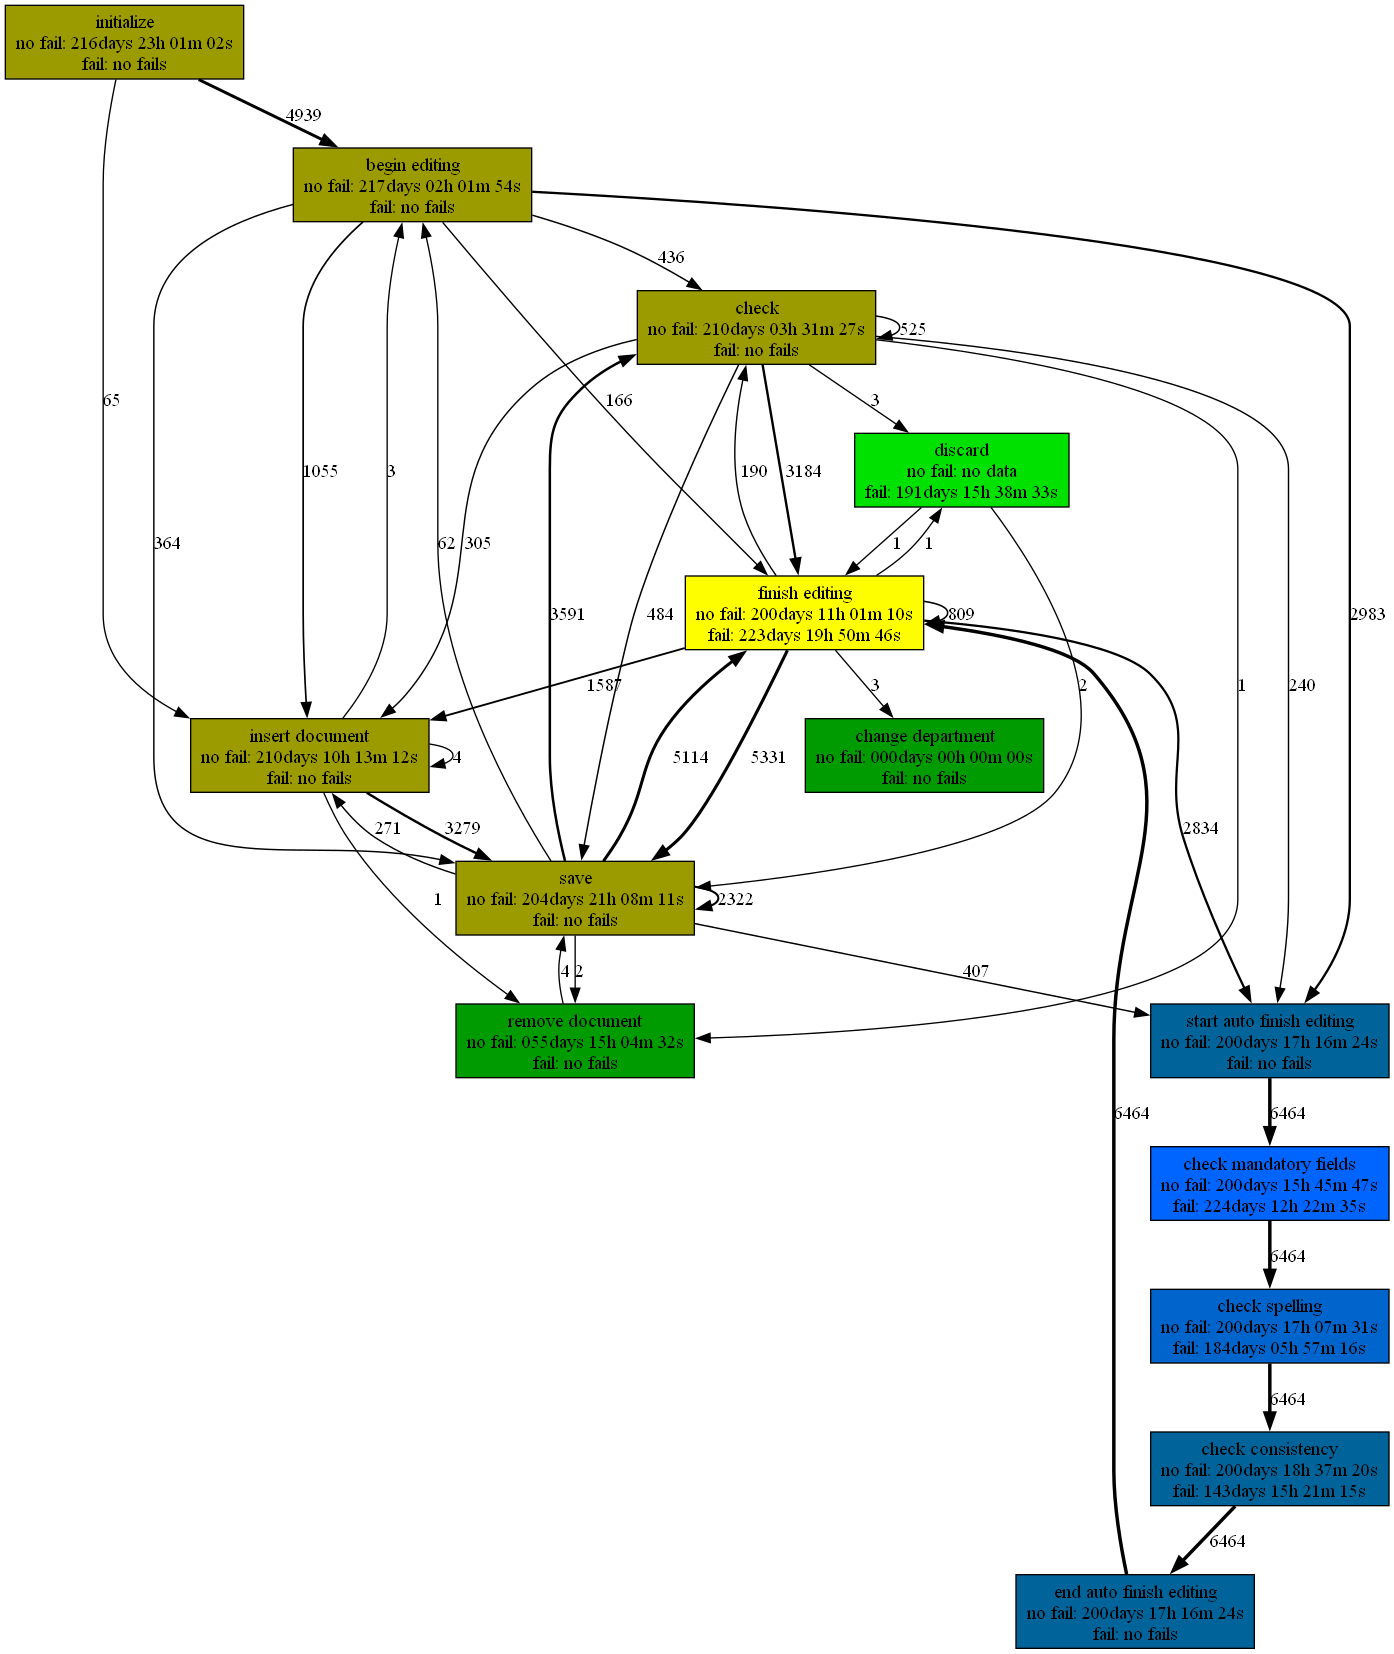 initialize
no fail: 216days 23h 01m 02s
fail: no fails
4939
begin editing
no fail: 217days 02h 01m 54s
fail: no fails
436
check
no fail: 210days 03h 31m 27s
fail: no fails
525
65
166
3
discard
no fail: no data
fail: 191days 15h 38m 33s
1055
3
190
3184
364
62
305
1
1
finish editing
no fail: 200days 11h 01m 10s
fail: 223days 19h 50m 46s
809
3591
484
2983
1587
3
2
1
240
insert document
no fail: 210days 10h 13m 12s
fail: no fails
4
5114
5331
change department
no fail: 000days 00h 00m 00s
fail: no fails
271
3279
2834
1
save
no fail: 204days 21h 08m 11s
fail: no fails
2322
4
2
407
remove document
no fail: 055days 15h 04m 32s
fail: no fails
start auto finish editing
no fail: 200days 17h 16m 24s
fail: no fails
6464
6464
check mandatory fields
no fail: 200days 15h 45m 47s
fail: 224days 12h 22m 35s
6464
check spelling
no fail: 200days 17h 07m 31s
fail: 184days 05h 57m 16s
6464
check consistency
no fail: 200days 18h 37m 20s
fail: 143days 15h 21m 15s
6464
end auto finish editing
no fail: 200days 17h 16m 24s
fail: no fails